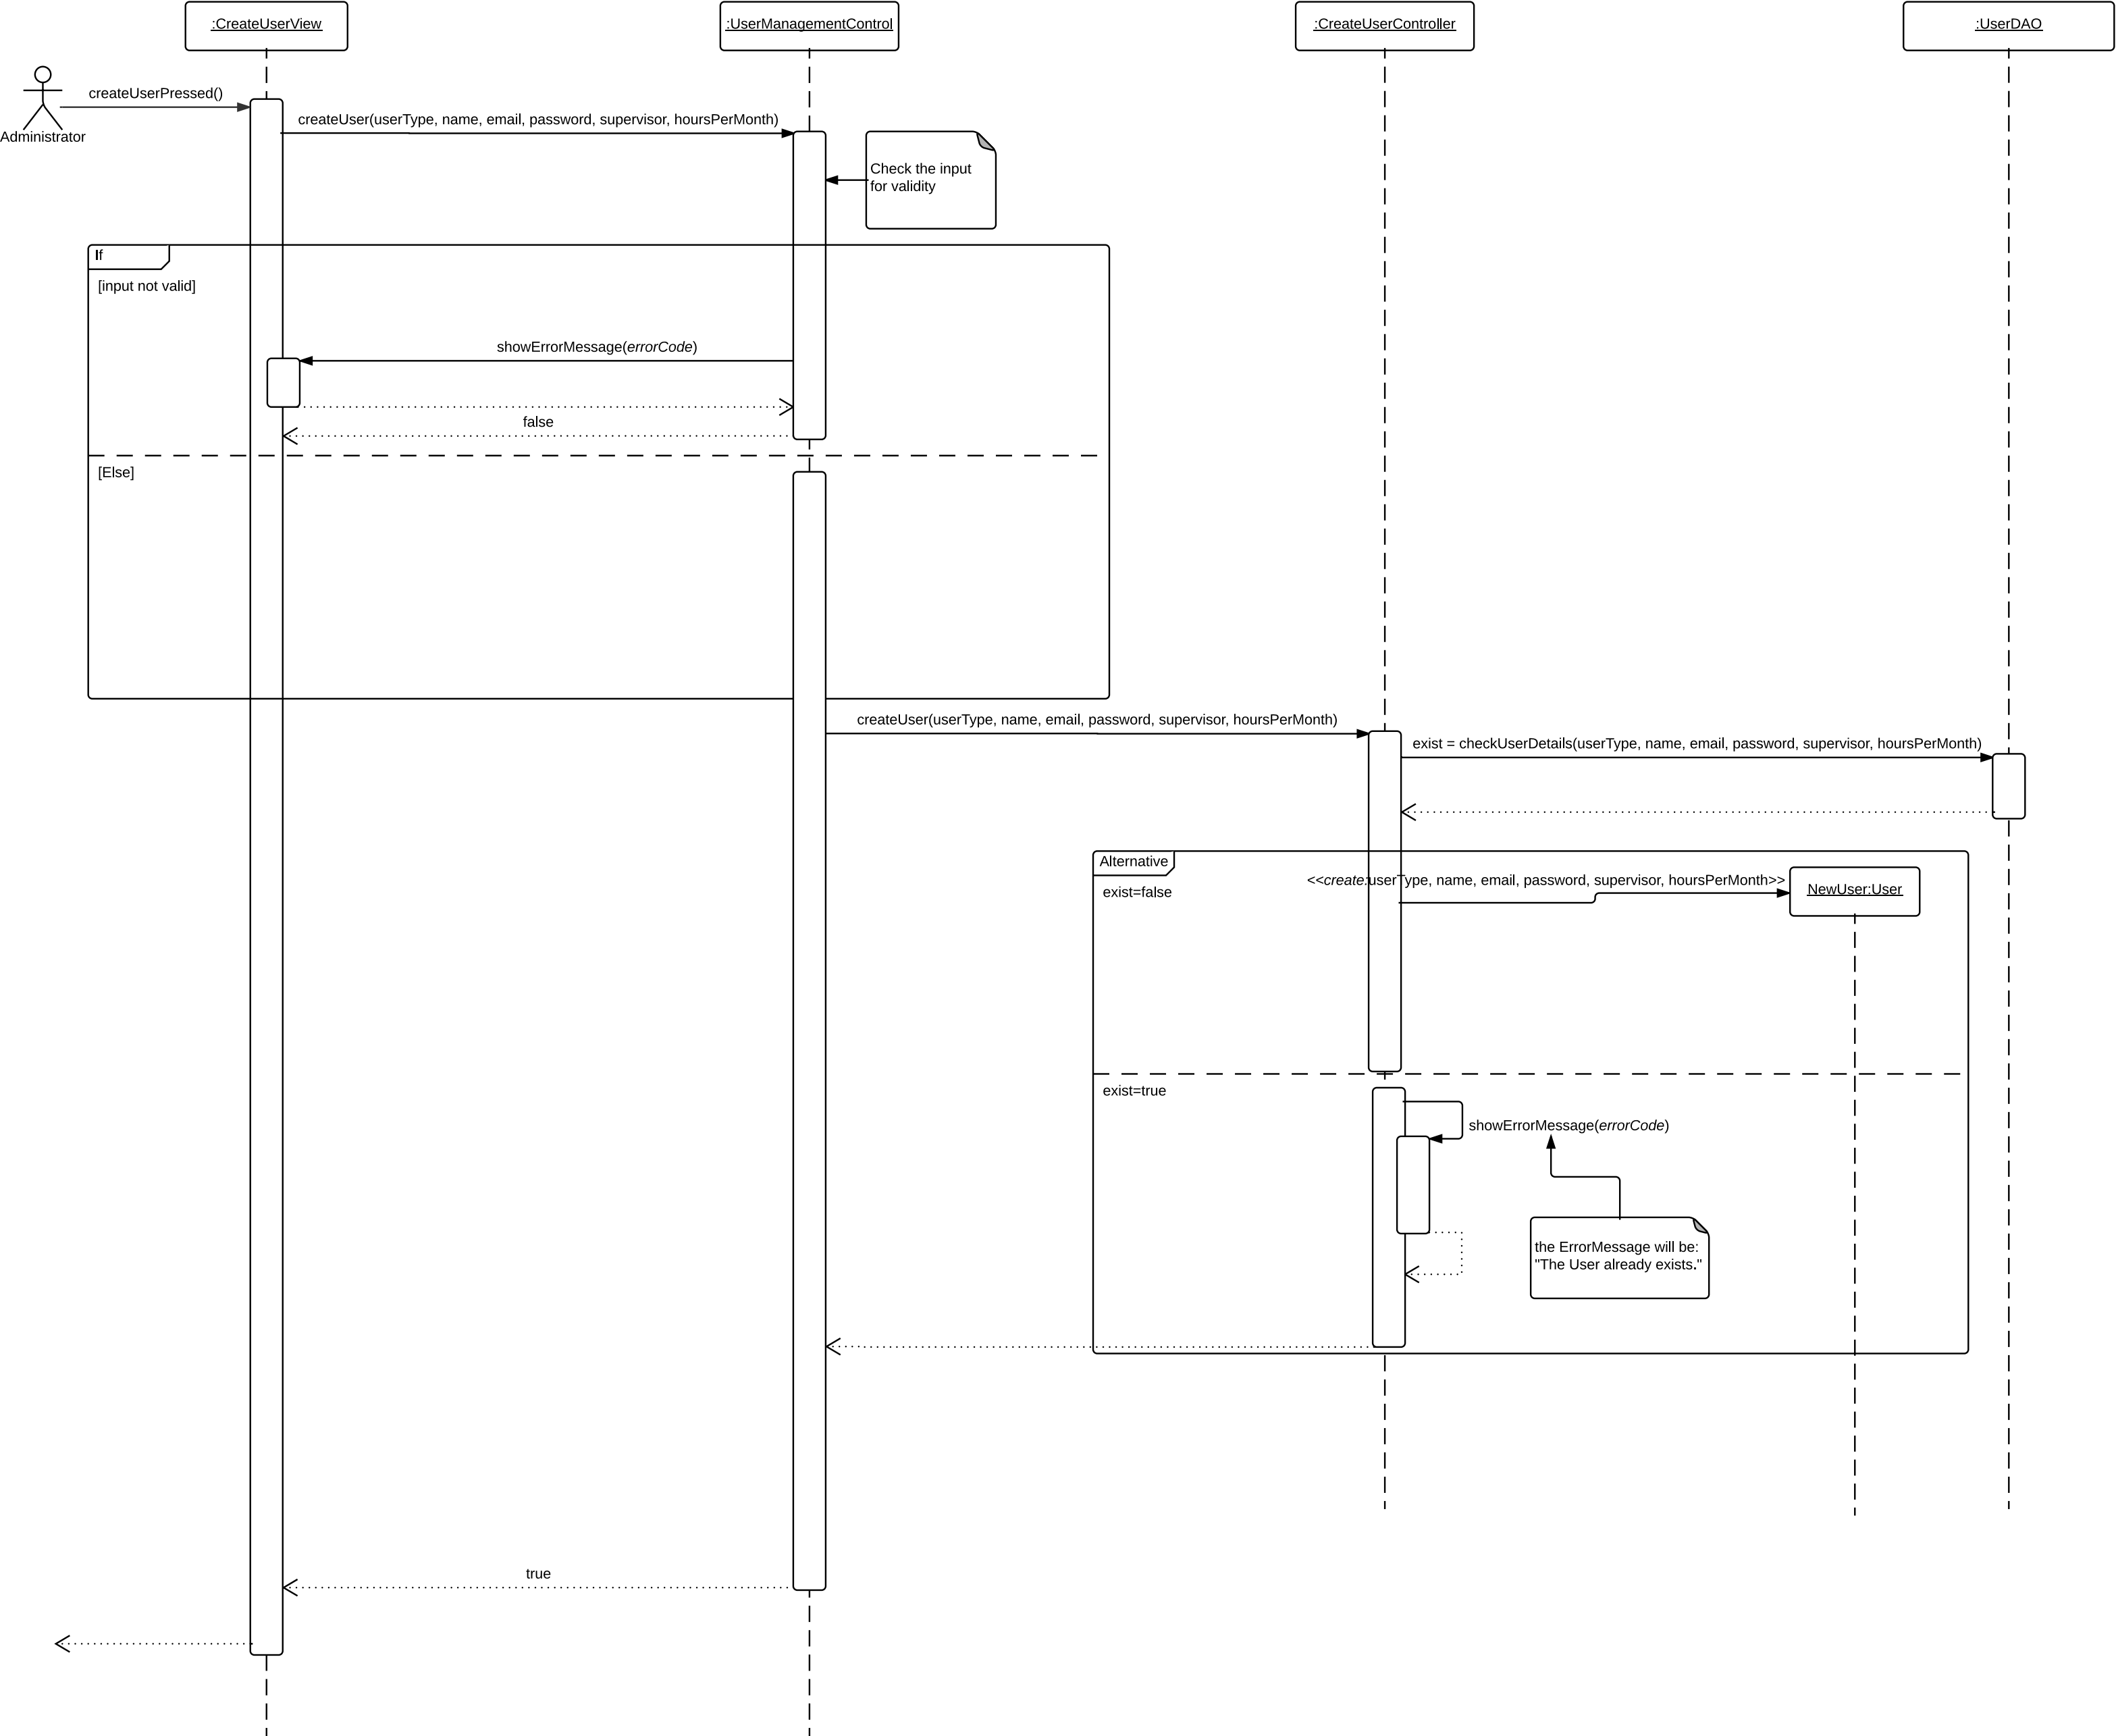 :CreateUserView
:UserManagementControl
:CreateUserController
:UserDAO
Administrator
createUserPressed()
createUser(userType, name, email, password, supervisor, hoursPerMonth)
Check the input
for validity
If
[input not valid]
showErrorMessage(errorCode)
false
[Else]
createUser(userType, name, email, password, supervisor, hoursPerMonth)
exist = checkUserDetails(userType, name, email, password, supervisor, hoursPerMonth)
Alternative
exist=false
<<create:userType, name, email, password, supervisor, hoursPerMonth>>
NewUser:User
exist=true
showErrorMessage(errorCode)
the ErrorMessage will be:
"The User already exists."
true